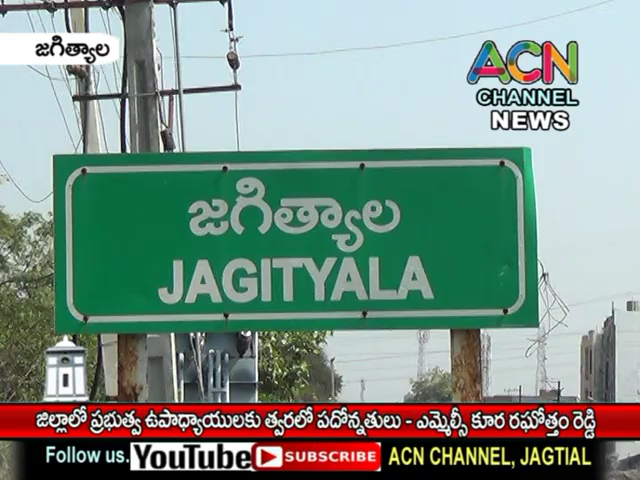 జగిత్యాల
ACN
CHANNEL
NEWS
జగిత్యాల
JAGITYALA
జిల్లాలో ప్రభుత్వ ఉపాధ్యాయులకు త్వరలో పదోన్నతులు - ఎమ్మెల్సీ కూర రఘోత్తం రెడ్డి
Follow us. YouTube SUBSCRIBE ACN CHANNEL, JAGTIAL